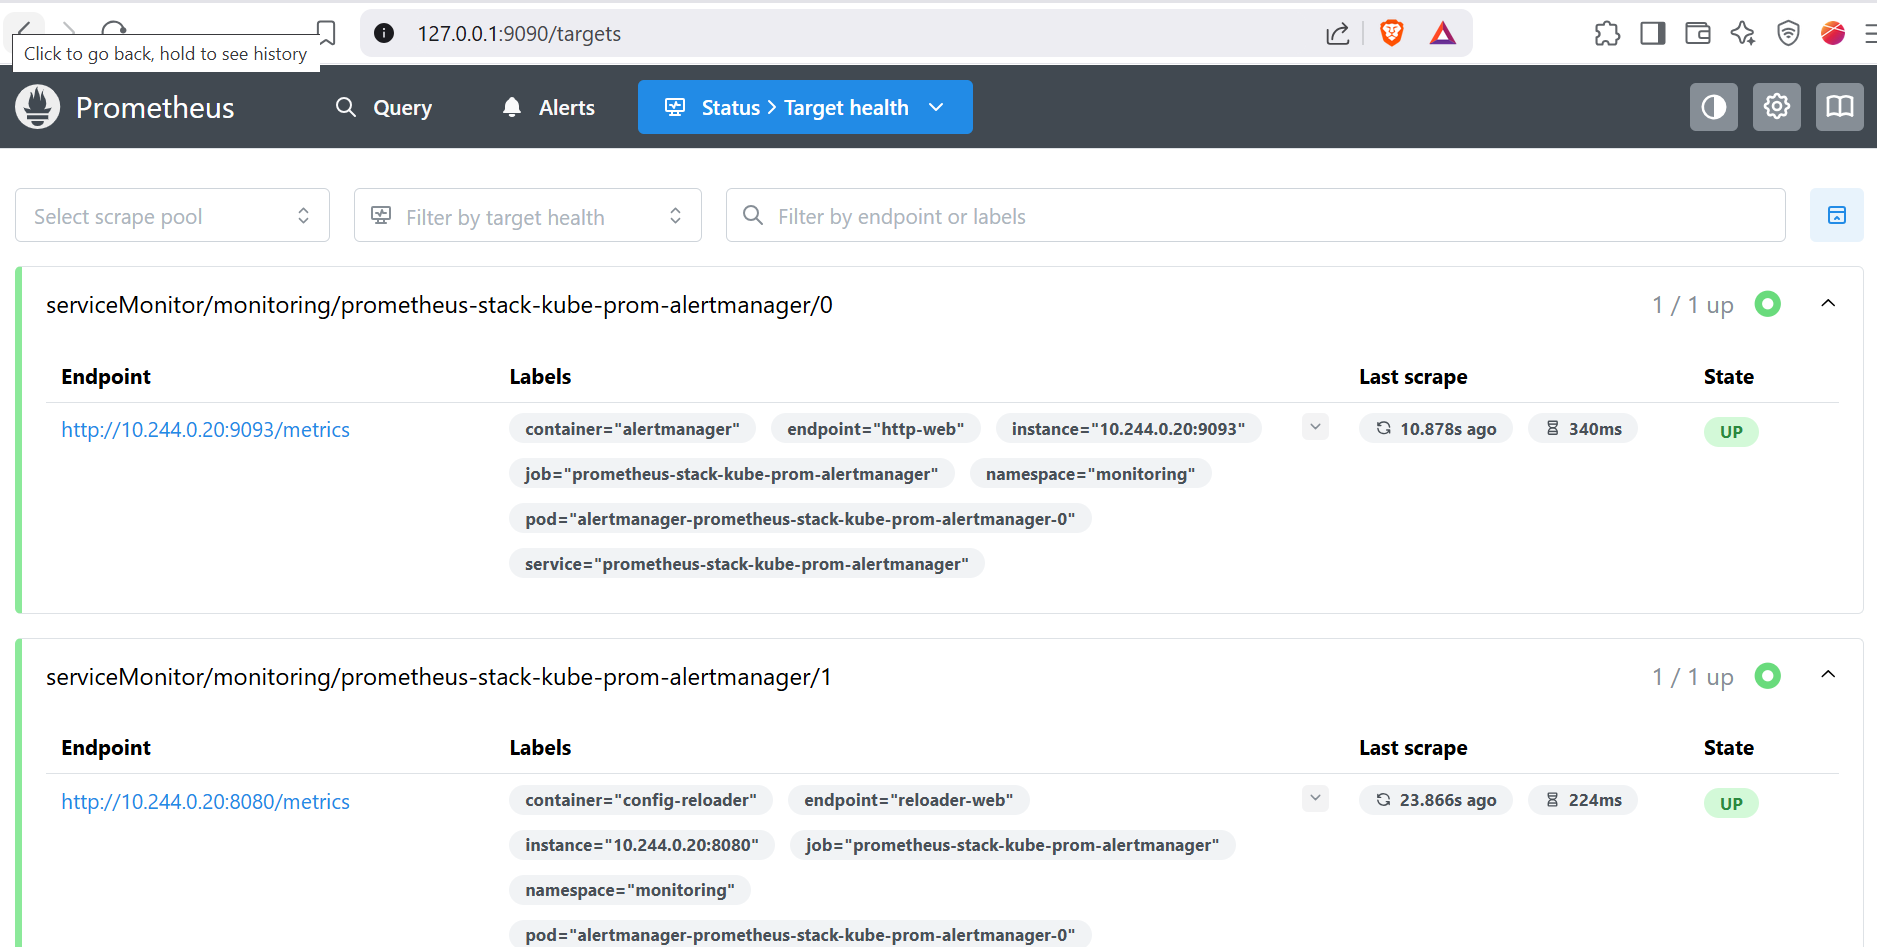 127.0.0.1:9090/targets
Click to go back, hold to see history
Prometheus
Query
Alerts
Status > Target health
Select scrape pool
Filter by target health
Filter by endpoint or labels
serviceMonitor/monitoring/prometheus-stack-kube-prom-alertmanager/0
1 / 1 up
Endpoint Labels Last scrape State
http://10.244.0.20:9093/metrics container="alertmanager" endpoint="http-web" instance="10.244.0.20:9093" 10.878s ago 340ms UP
job="prometheus-stack-kube-prom-alertmanager" namespace="monitoring"
pod="alertmanager-prometheus-stack-kube-prom-alertmanager-0"
service="prometheus-stack-kube-prom-alertmanager"
serviceMonitor/monitoring/prometheus-stack-kube-prom-alertmanager/1
1 / 1 up
Endpoint Labels Last scrape State
http://10.244.0.20:8080/metrics container="config-reloader" endpoint="reloader-web" 23.866s ago 224ms UP
instance="10.244.0.20:8080" job="prometheus-stack-kube-prom-alertmanager"
namespace="monitoring"
pod="alertmanager-prometheus-stack-kube-prom-alertmanager-0"